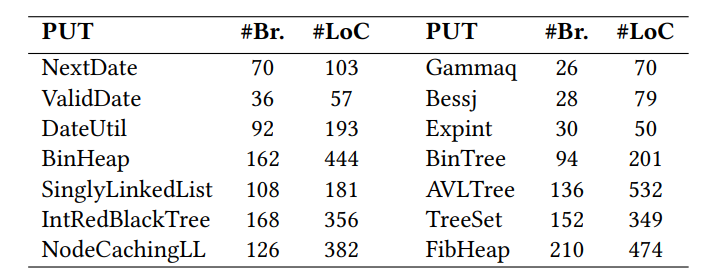 PUT #Br. #LoC PUT #Br. #LoC
NextDate 70 103 Gammaq 26 70
ValidDate 36 57 Bessj 28 79
DateUtil 92 193 Expint 30 50
BinHeap 162 444 BinTree 94 201
SinglyLinkedList 108 181 AVLTree 136 532
IntRedBlackTree 168 356 TreeSet 152 349
NodeCachingLL 126 382 FibHeap 210 474